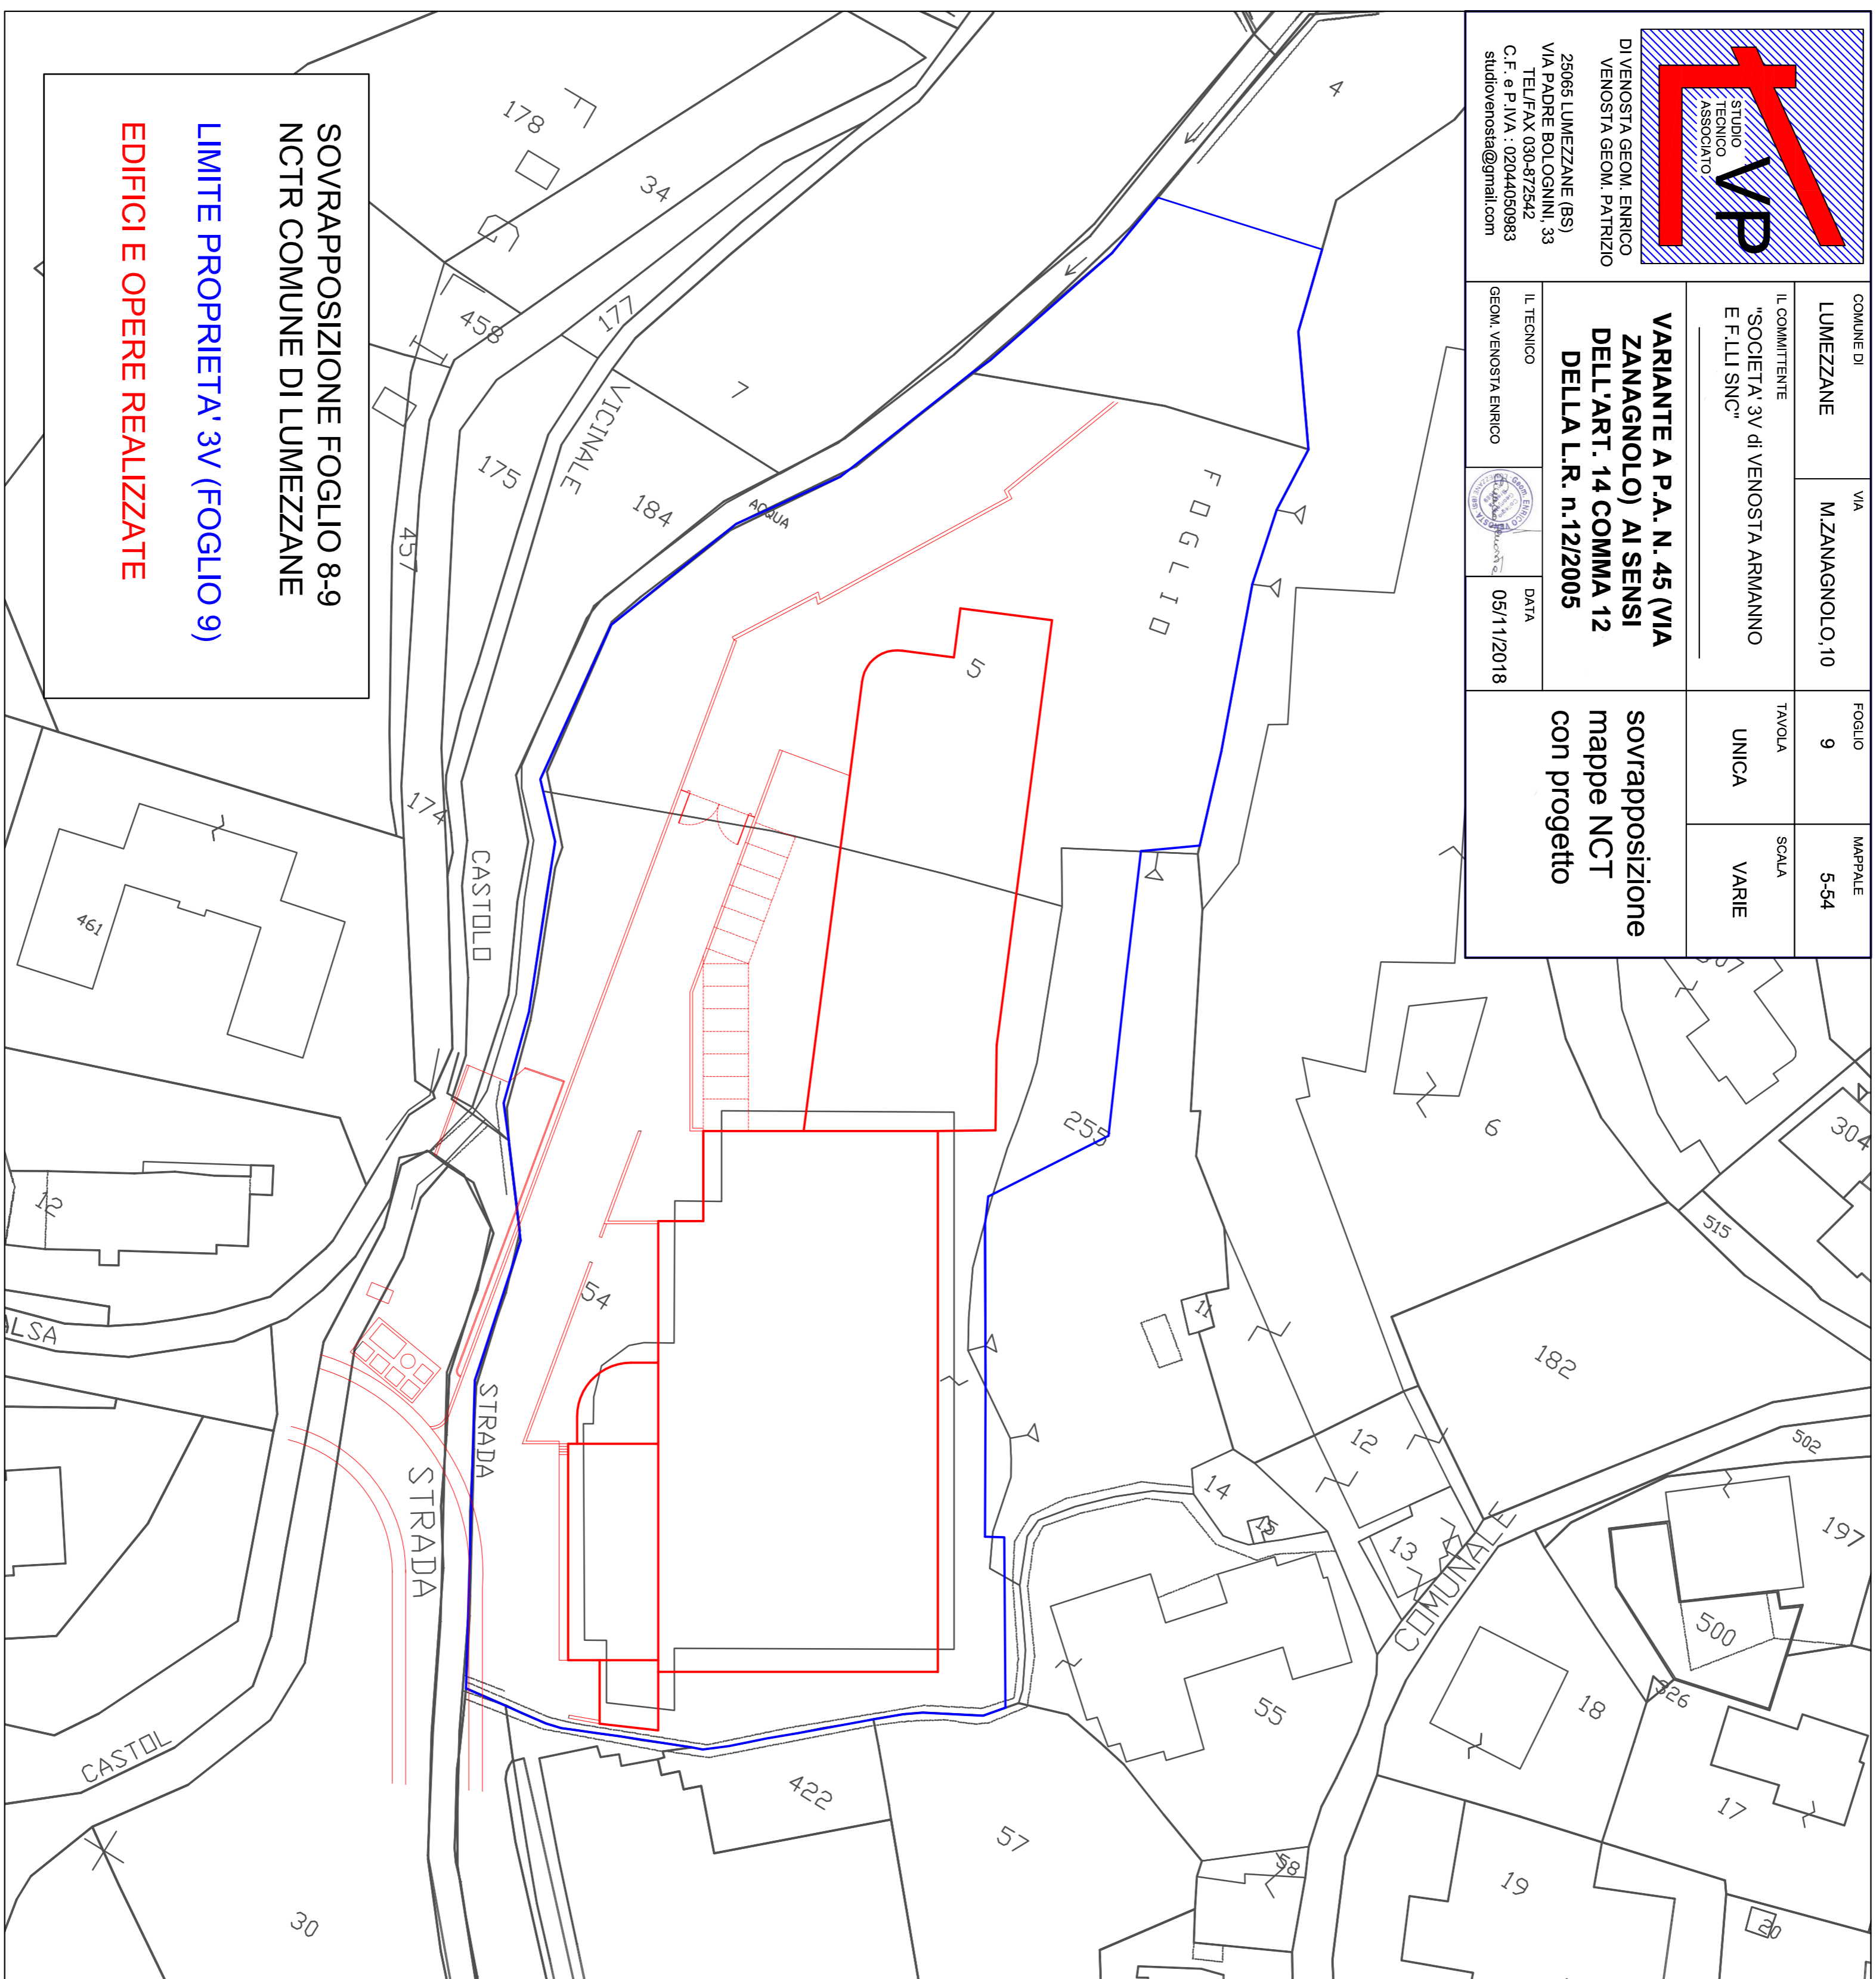 STUDIO
TECNICO
ASSOCIATO
VP
DI VENOSTA GEOM. ENRICO
VENOSTA GEOM. PATRIZIO
25065 LUMEZZANE (BS)
VIA PADRE BOLOGNINI, 33
TEL/FAX 030-872542
C.F. e P.IVA : 02044050983
studiovenosta@gmail.com
COMUNE DI
LUMEZZANE
VIA
M.ZANAGNOLO,10
FOGLIO
9
MAPPALE
5-54
IL COMMITTENTE
"SOCIETA' 3V di VENOSTA ARMANNO
E F.LLI SNC"
TAVOLA
UNICA
SCALA
VARIE
VARIANTE A P.A. N. 45 (VIA
ZANAGNOLO) AI SENSI
DELL'ART. 14 COMMA 12
DELLA L.R. n.12/2005
sovrapposizione
mappe NCT
con progetto
IL TECNICO
GEOM. VENOSTA ENRICO
DATA
05/11/2018
SOVRAPPOSIZIONE FOGLIO 8-9
NCTR COMUNE DI LUMEZZANE
LIMITE PROPRIETA' 3V (FOGLIO 9)
EDIFICI E OPERE REALIZZATE
4
178
34
458
177
7
VICINALE
175
184
ACQUA
457
FOGLIO
5
174
CASTOLO
461
255
6
304
515
12
54
11
182
ALSA
STRADA
STRADA
12
502
14
15
13
197
COMUNALE
500
526
18
55
17
CASTOL
422
57
58
19
20
30